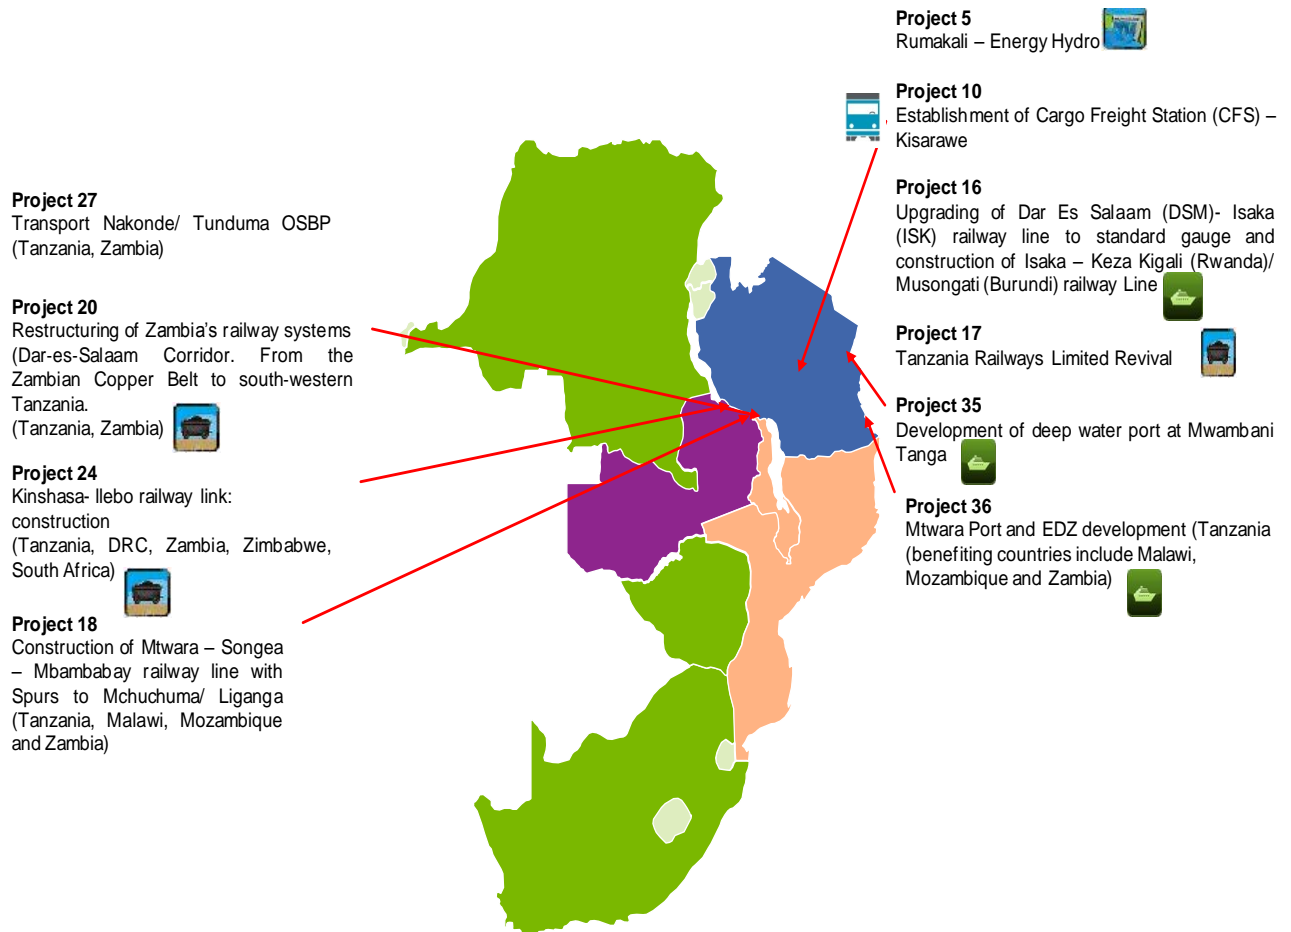 Project 27
Transport Nakonde/ Tunduma OSBP
(Tanzania, Zambia)
Project 20
Restructuring of Zambia's railway systems
(Dar-es-Salaam Corridor. From the
Zambian Copper Belt to south-western
Tanzania.
(Tanzania, Zambia)
Project 24
Kinshasa- Ilebo railway link:
construction
(Tanzania, DRC, Zambia, Zimbabwe,
South Africa)
Project 18
Construction of Mtwara – Songea
– Mbambabay railway line with
Spurs to Mchuchuma/ Liganga
(Tanzania, Malawi, Mozambique
and Zambia)
Project 5
Rumakali – Energy Hydro
Project 10
Establishment of Cargo Freight Station (CFS) –
Kisarawe
Project 16
Upgrading of Dar Es Salaam (DSM)- Isaka
(ISK) railway line to standard gauge and
construction of Isaka – Keza Kigali (Rwanda)/
Musongati (Burundi) railway Line
Project 17
Tanzania Railways Limited Revival
Project 35
Development of deep water port at Mwambani
Tanga
Project 36
Mtwara Port and EDZ development (Tanzania
(benefiting countries include Malawi,
Mozambique and Zambia)